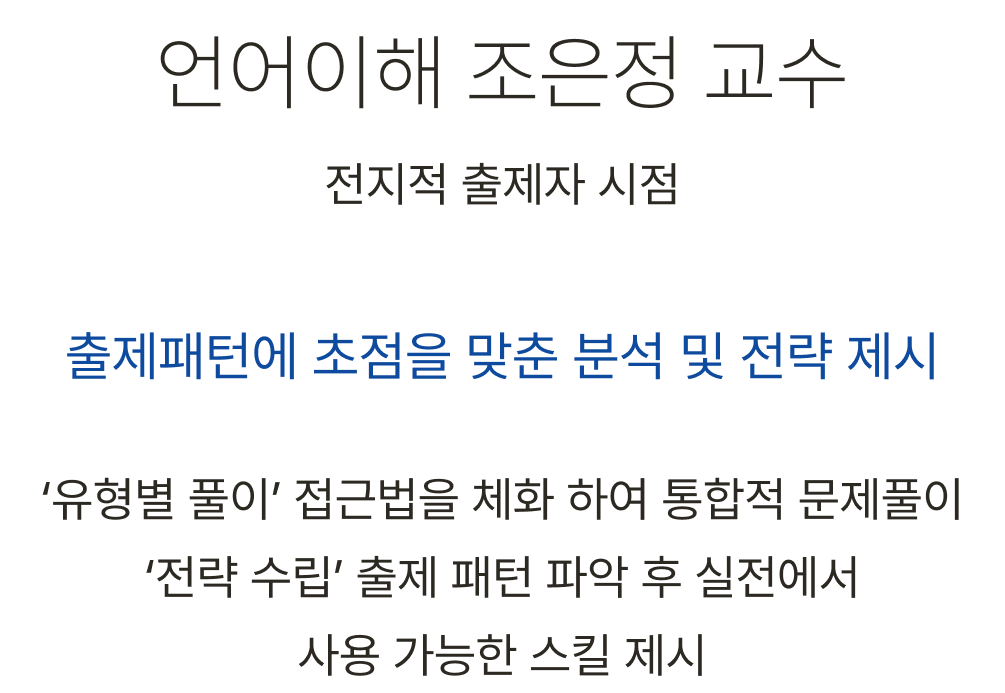 언어이해 조은정 교수
전지적 출제자 시점
출제패턴에 초점을 맞춘 분석 및 전략 제시
‘유형별 풀이’ 접근법을 체화 하여 통합적 문제풀이
‘전략 수립’ 출제 패턴 파악 후 실전에서
사용 가능한 스킬 제시